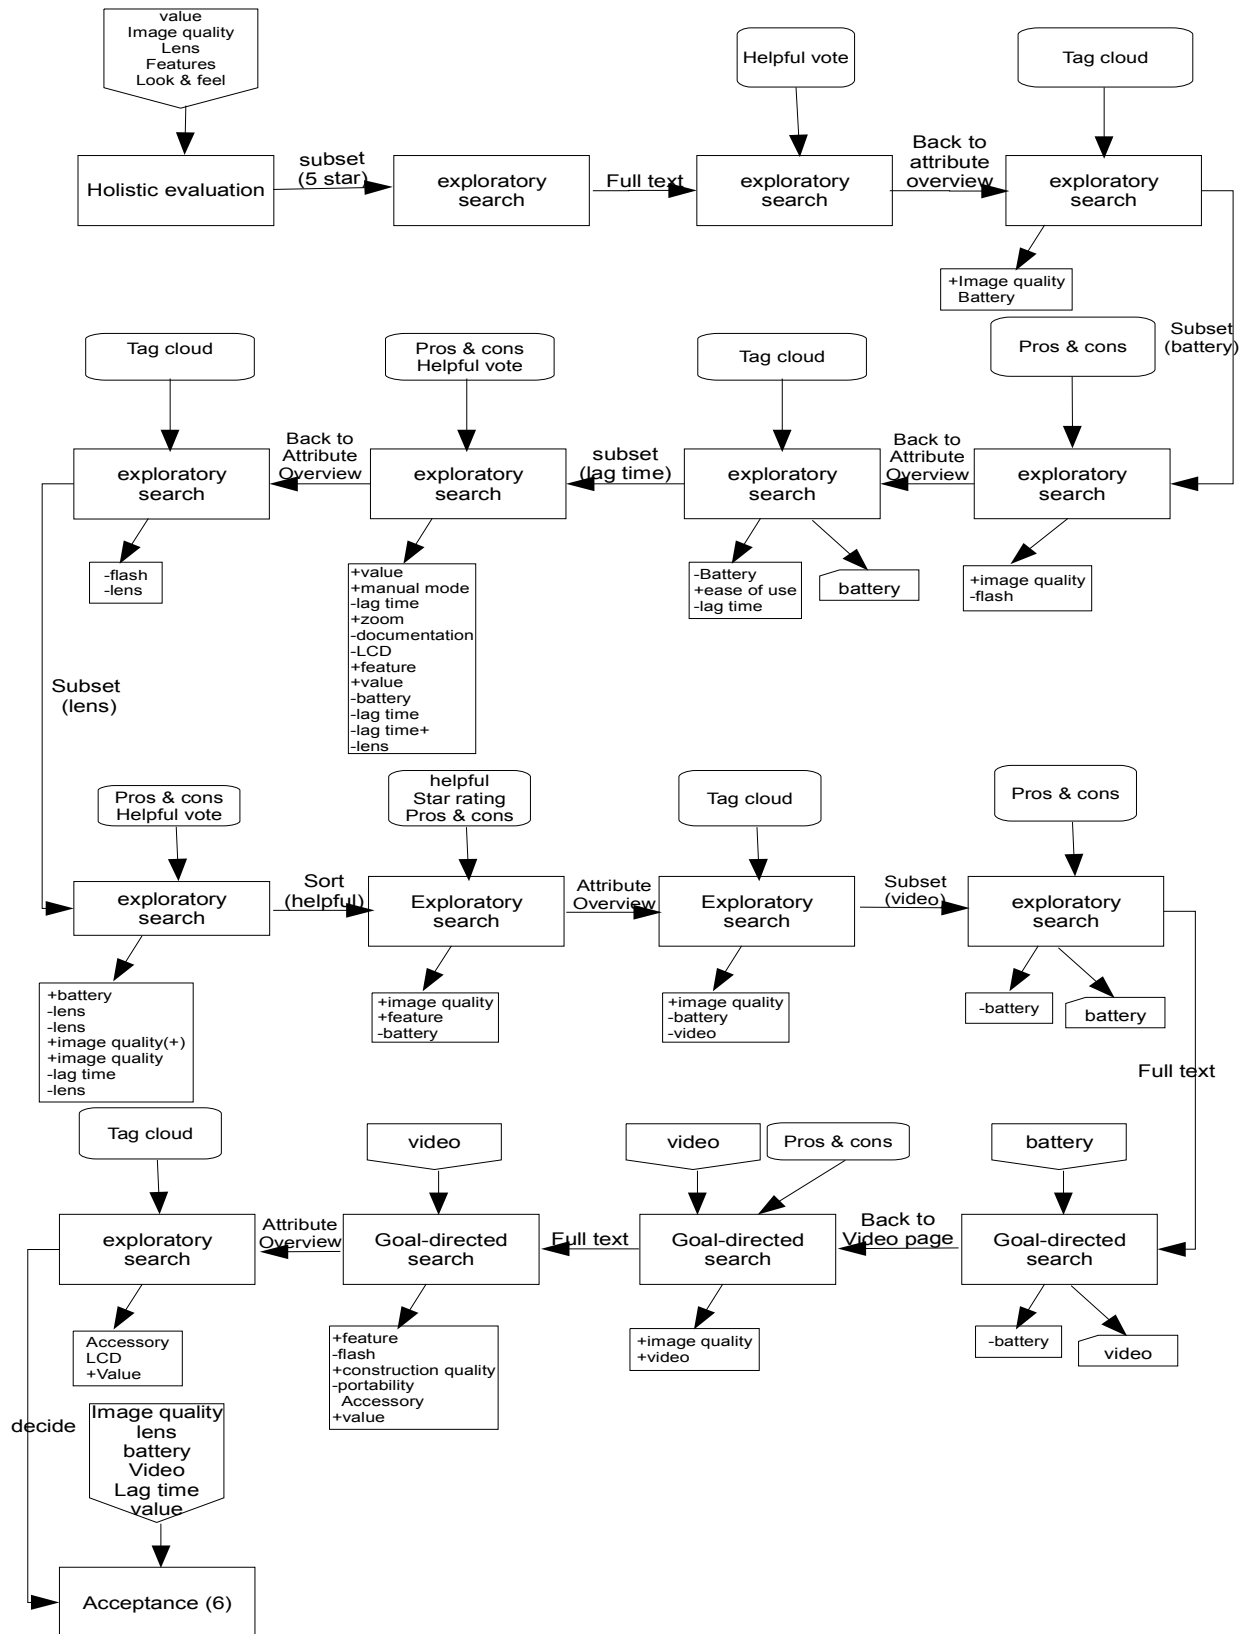 value
Image quality
Lens
Features
Look & feel
Helpful vote
Tag cloud
Holistic evaluation
subset
(5 star)
exploratory
search
Full text
exploratory
search
Back to
attribute
overview
exploratory
search
+Image quality
Battery
Subset
(battery)
Tag cloud
Pros & cons
Helpful vote
Tag cloud
Pros & cons
exploratory
search
Back to
Attribute
Overview
exploratory
search
subset
(lag time)
exploratory
search
Back to
Attribute
Overview
exploratory
search
-flash
-lens
+value
+manual mode
-lag time
+zoom
-documentation
-LCD
+feature
+value
-battery
-lag time
-lag time+
-lens
-Battery
+ease of use
-lag time
battery
+image quality
-flash
Subset
(lens)
Pros & cons
Helpful vote
helpful
Star rating
Pros & cons
Tag cloud
Pros & cons
exploratory
search
Sort
(helpful)
Exploratory
search
Attribute
Overview
Exploratory
search
Subset
(video)
exploratory
search
+battery
-lens
-lens
+image quality(+)
+image quality
-lag time
-lens
+image quality
+feature
-battery
+image quality
-battery
-video
-battery
battery
Full text
Tag cloud
video
video
Pros & cons
battery
exploratory
search
Attribute
Overview
Goal-directed
search
Full text
Goal-directed
search
Back to
Video page
Goal-directed
search
Accessory
LCD
+Value
+feature
-flash
+construction quality
-portability
Accessory
+value
+image quality
+video
-battery
video
decide
Image quality
lens
battery
Video
Lag time
value
Acceptance (6)